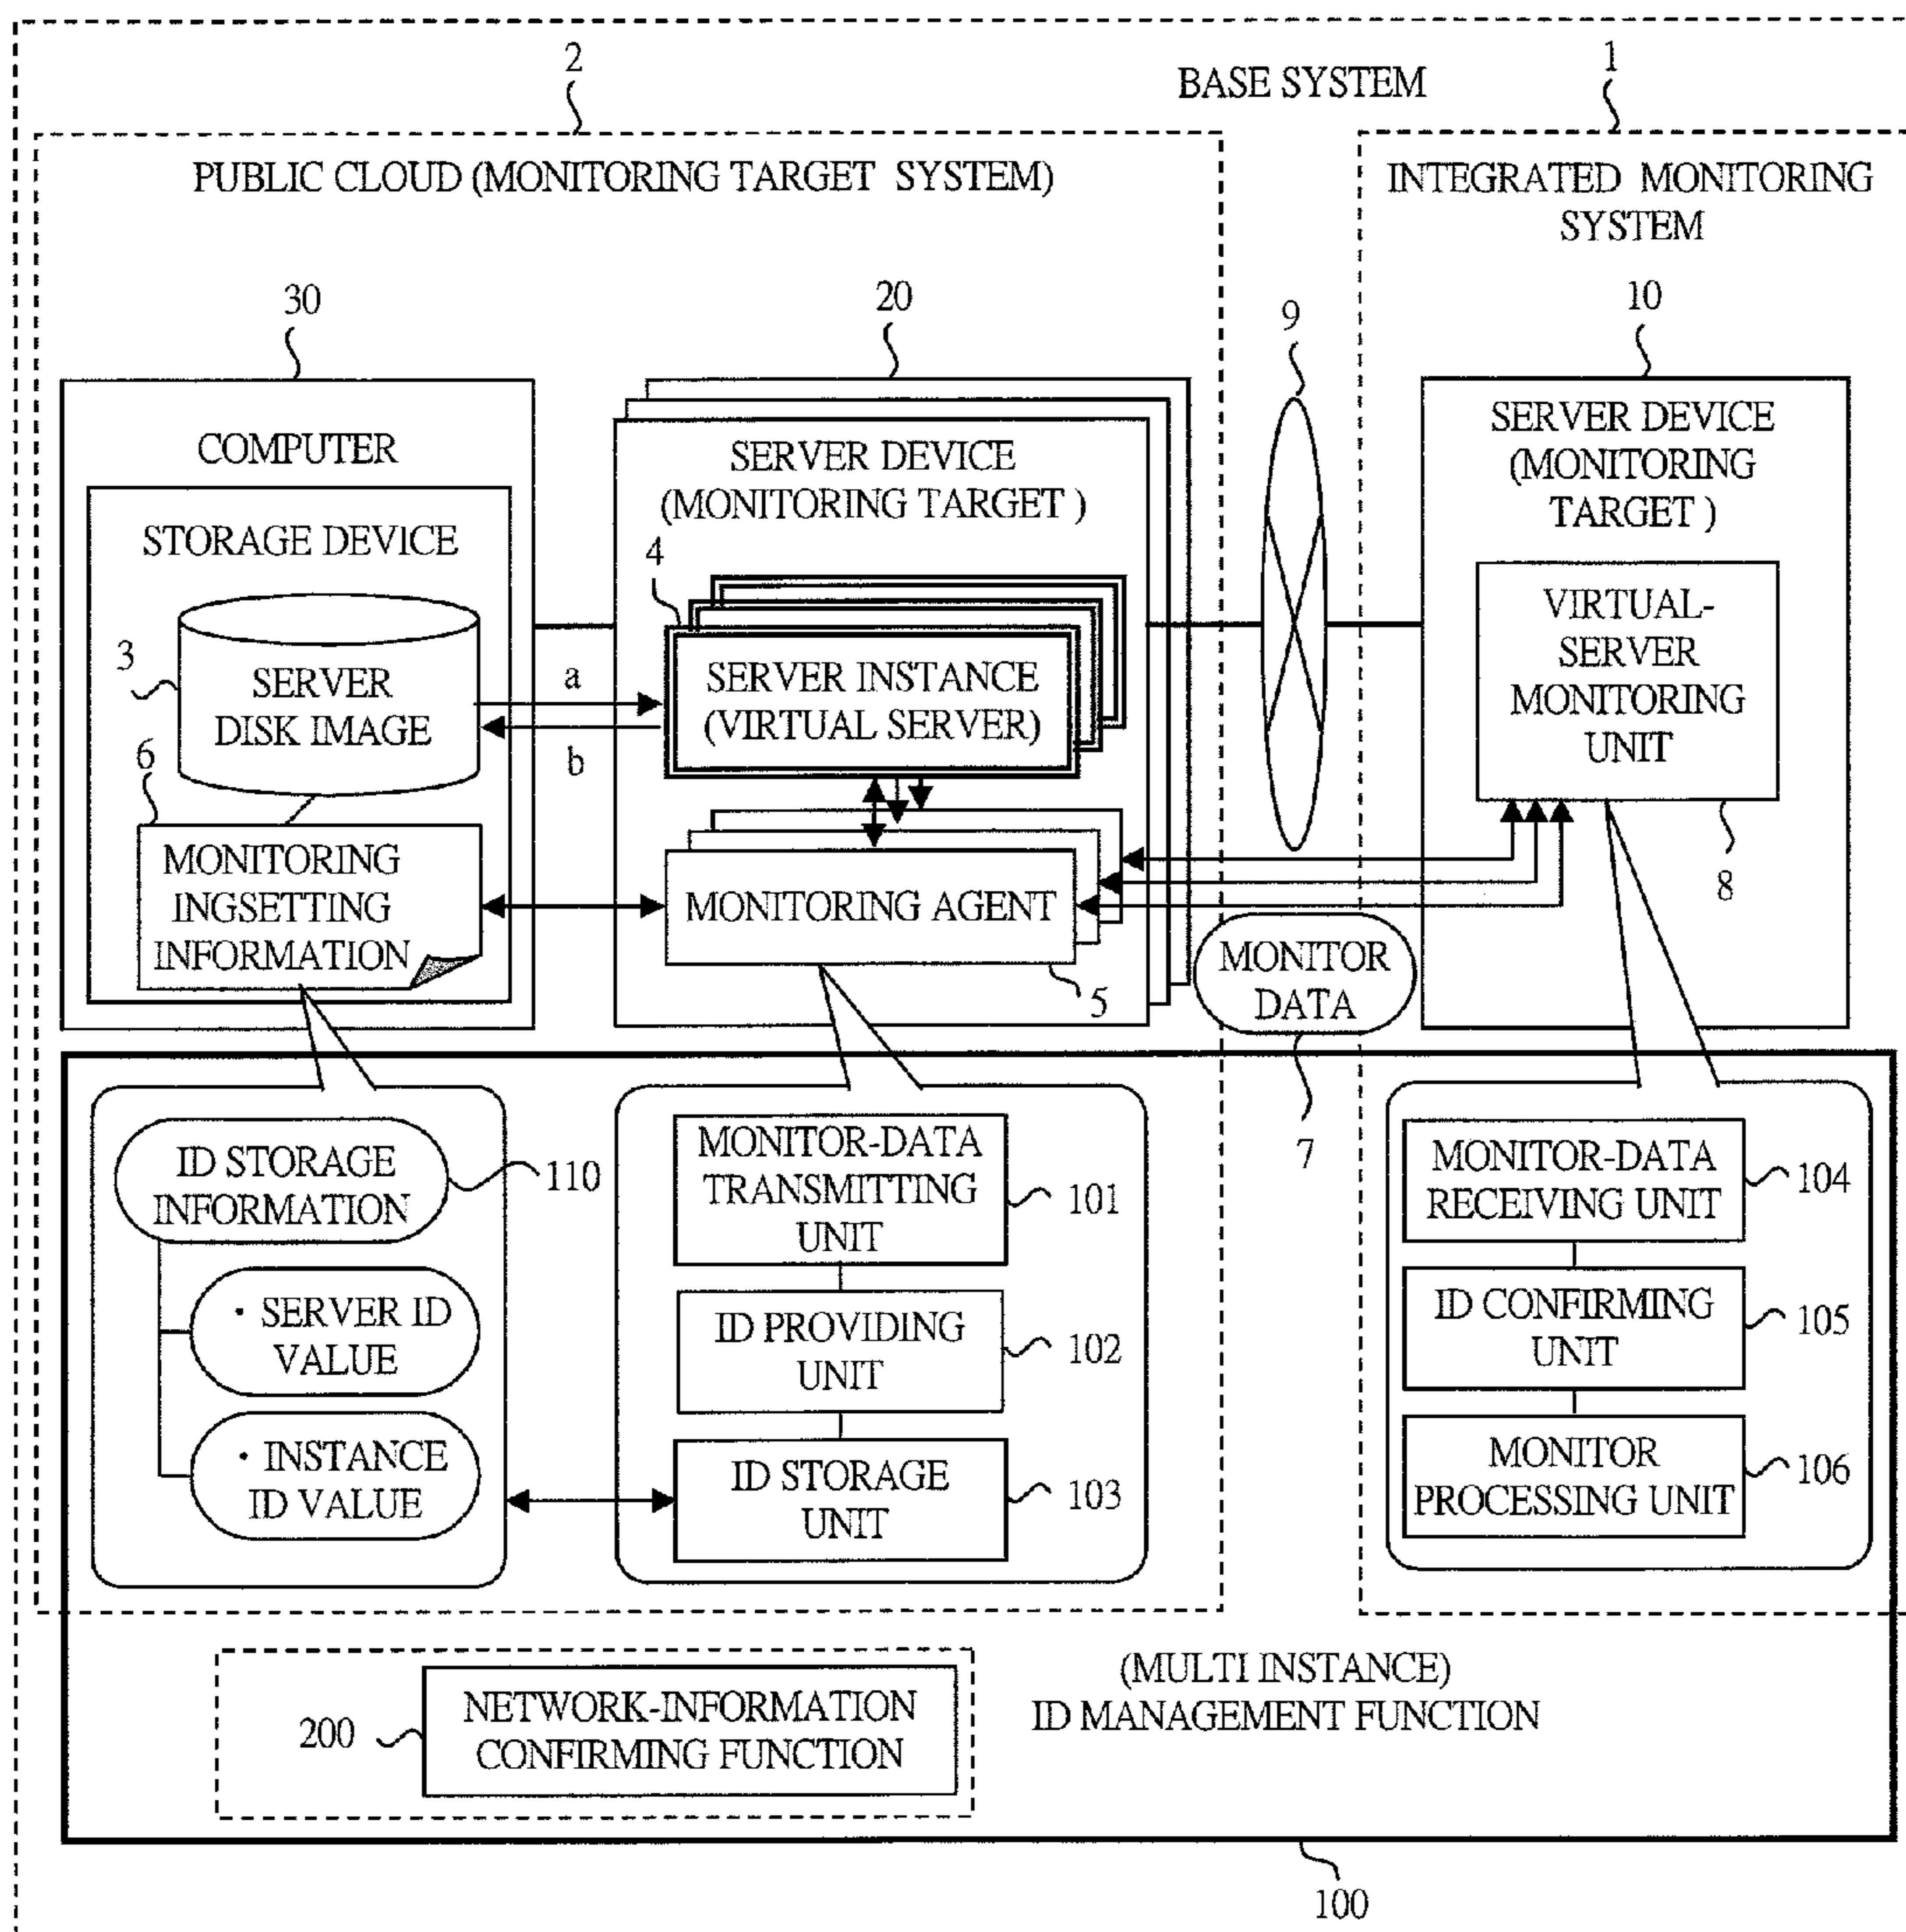 2
BASE SYSTEM
1
PUBLIC CLOUD (MONITORING TARGET SYSTEM)
INTEGRATED MONITORING
SYSTEM
30
20
9
10
COMPUTER
SERVER DEVICE
(MONITORING TARGET )
SERVER DEVICE
(MONITORING
TARGET )
STORAGE DEVICE
4
3
SERVER
DISK IMAGE
a
b
SERVER INSTANCE
(VIRTUAL SERVER)
VIRTUAL-
SERVER
MONITORING
UNIT
6
MONITORING
INGSETTING
INFORMATION
MONITORING AGENT
5
MONITOR
DATA
8
7
ID STORAGE
INFORMATION
110
• SERVER ID
VALUE
• INSTANCE
ID VALUE
MONITOR-DATA
TRANSMITTING
UNIT
101
ID PROVIDING
UNIT
102
ID STORAGE
UNIT
103
MONITOR-DATA
RECEIVING UNIT
104
ID CONFIRMING
UNIT
105
MONITOR
PROCESSING UNIT
106
200
NETWORK-INFORMATION
CONFIRMING FUNCTION
(MULTI INSTANCE)
ID MANAGEMENT FUNCTION
100